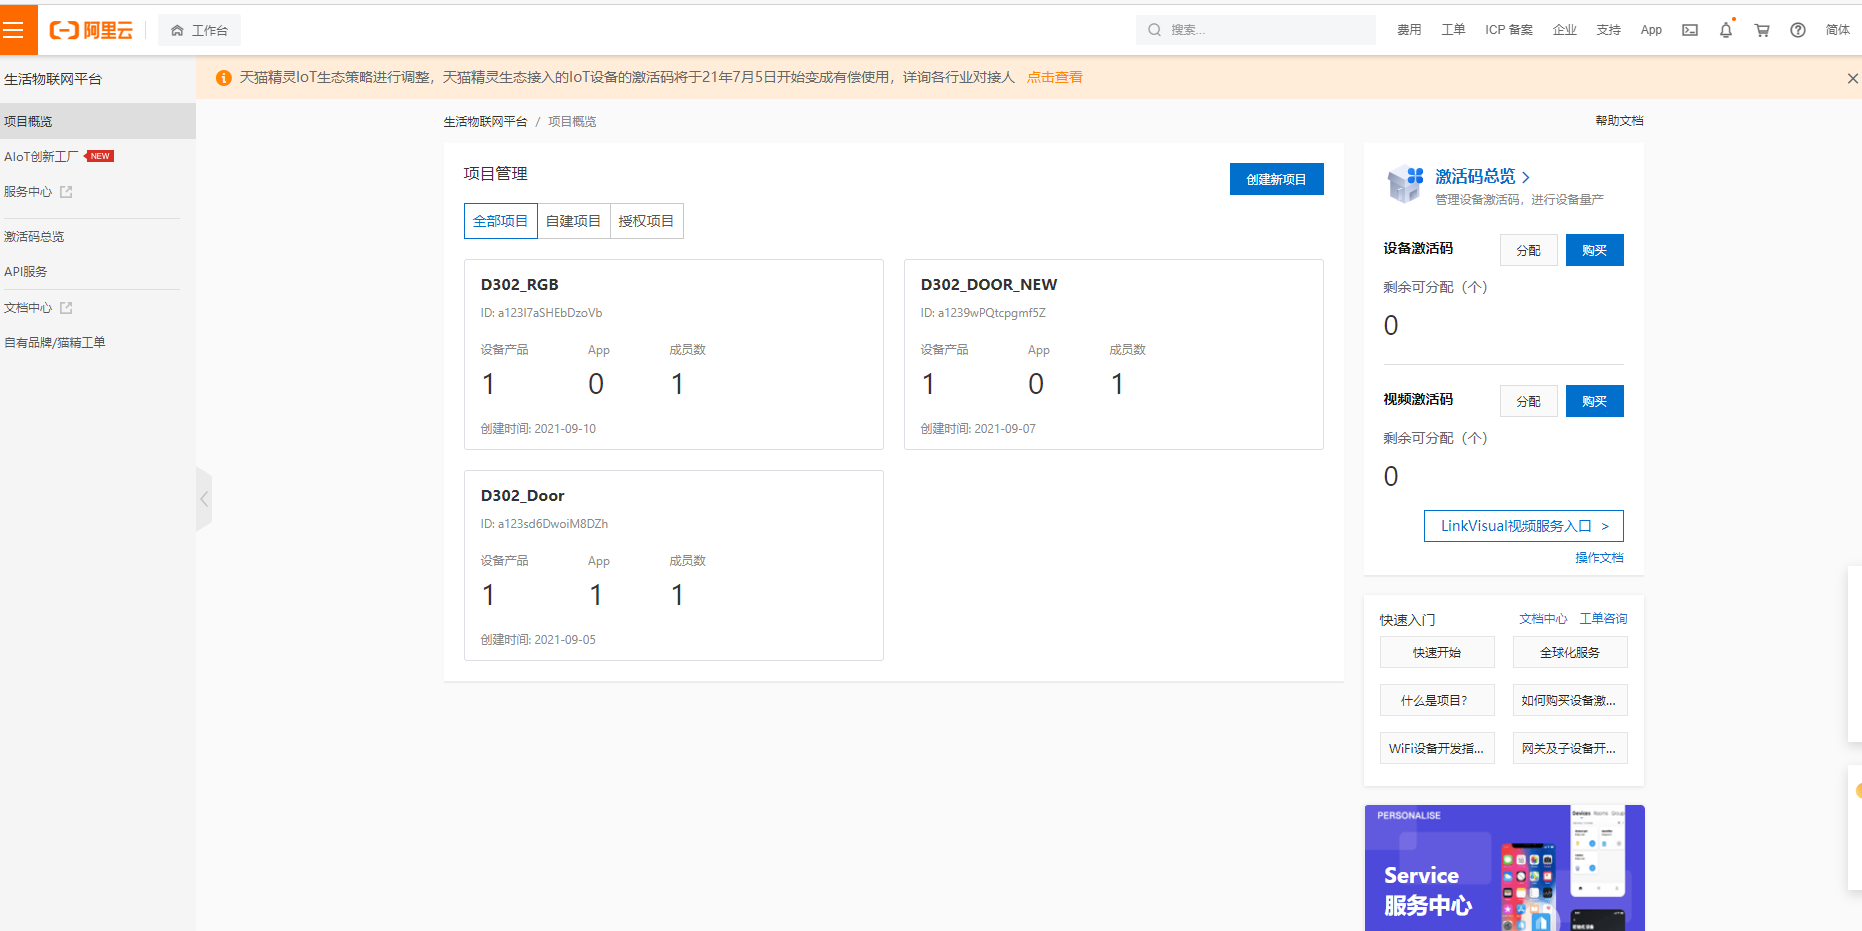 阿里云
工作台
搜索...
费用
工单
ICP 备案
企业
支持
App
简体
生活物联网平台
项目概览
AIoT创新工厂 NEW
服务中心
激活码总览
API服务
文档中心
自有品牌/猫精工单
天猫精灵IoT生态策略进行调整，天猫精灵生态接入的IoT设备的激活码将于21年7月5日开始变成有偿使用，详询各行业对接人 点击查看
生活物联网平台 / 项目概览
帮助文档
项目管理
创建新项目
全部项目 自建项目 授权项目
D302_RGB
ID: a123I7aSHEbDzoVb
设备产品 App 成员数
1 0 1
创建时间: 2021-09-10
D302_DOOR_NEW
ID: a1239wPQtcpgmf5Z
设备产品 App 成员数
1 0 1
创建时间: 2021-09-07
D302_Door
ID: a123sd6DwoiM8DZh
设备产品 App 成员数
1 1 1
创建时间: 2021-09-05
激活码总览
管理设备激活码，进行设备量产
设备激活码 分配 购买
剩余可分配（个）
0
视频激活码 分配 购买
剩余可分配（个）
0
LinkVisual视频服务入口 >
操作文档
快速入门 文档中心 工单咨询
快速开始 全球化服务
什么是项目? 如何购买设备激...
WiFi设备开发指... 网关及子设备开...
PERSONALISE
Service
服务中心
Devices Rooms Group